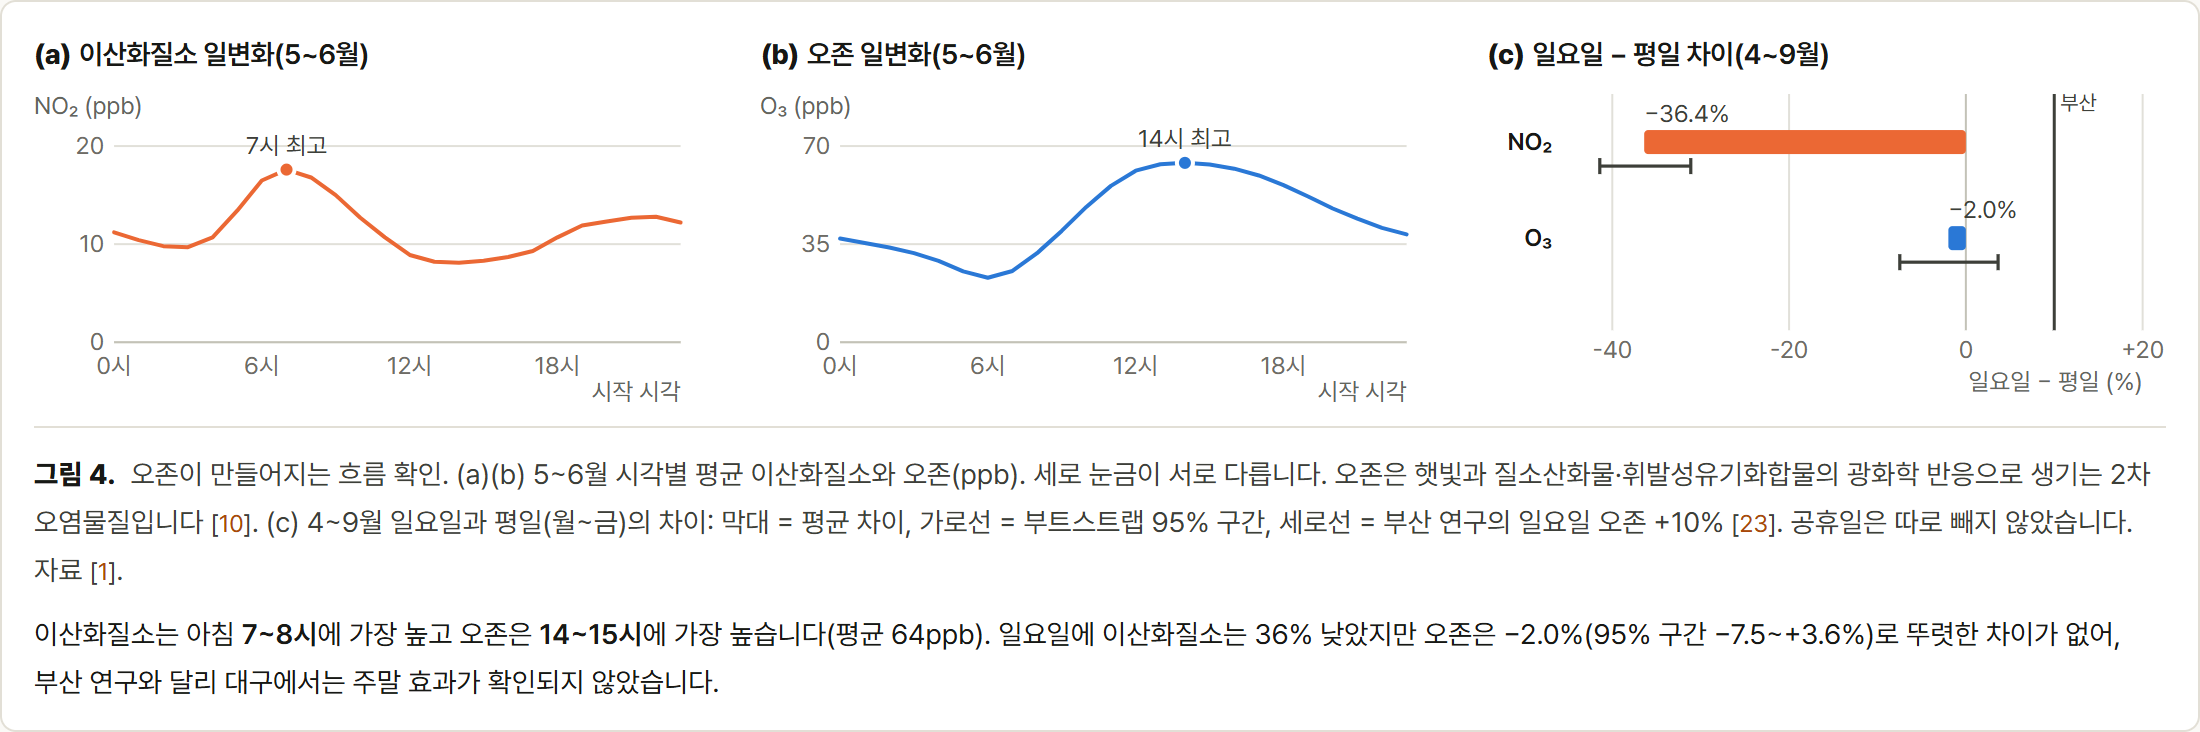 (a) 이산화질소 일변화(5~6월)
NO₂ (ppb)
20
10
0
7시 최고
0시
6시
12시
18시
시작 시각
(b) 오존 일변화(5~6월)
O₃ (ppb)
70
35
0
14시 최고
0시
6시
12시
18시
시작 시각
(c) 일요일 − 평일 차이(4~9월)
부산
−36.4%
NO₂
−2.0%
O₃
-40
-20
0
+20
일요일 − 평일 (%)
그림 4. 오존이 만들어지는 흐름 확인. (a)(b) 5~6월 시각별 평균 이산화질소와 오존(ppb). 세로 눈금이 서로 다릅니다. 오존은 햇빛과 질소산화물·휘발성유기화합물의 광화학 반응으로 생기는 2차
오염물질입니다 [10]. (c) 4~9월 일요일과 평일(월~금)의 차이: 막대 = 평균 차이, 가로선 = 부트스트랩 95% 구간, 세로선 = 부산 연구의 일요일 오존 +10% [23]. 공휴일은 따로 빼지 않았습니다.
자료 [1].
이산화질소는 아침 7~8시에 가장 높고 오존은 14~15시에 가장 높습니다(평균 64ppb). 일요일에 이산화질소는 36% 낮았지만 오존은 −2.0%(95% 구간 −7.5~+3.6%)로 뚜렷한 차이가 없어,
부산 연구와 달리 대구에서는 주말 효과가 확인되지 않았습니다.